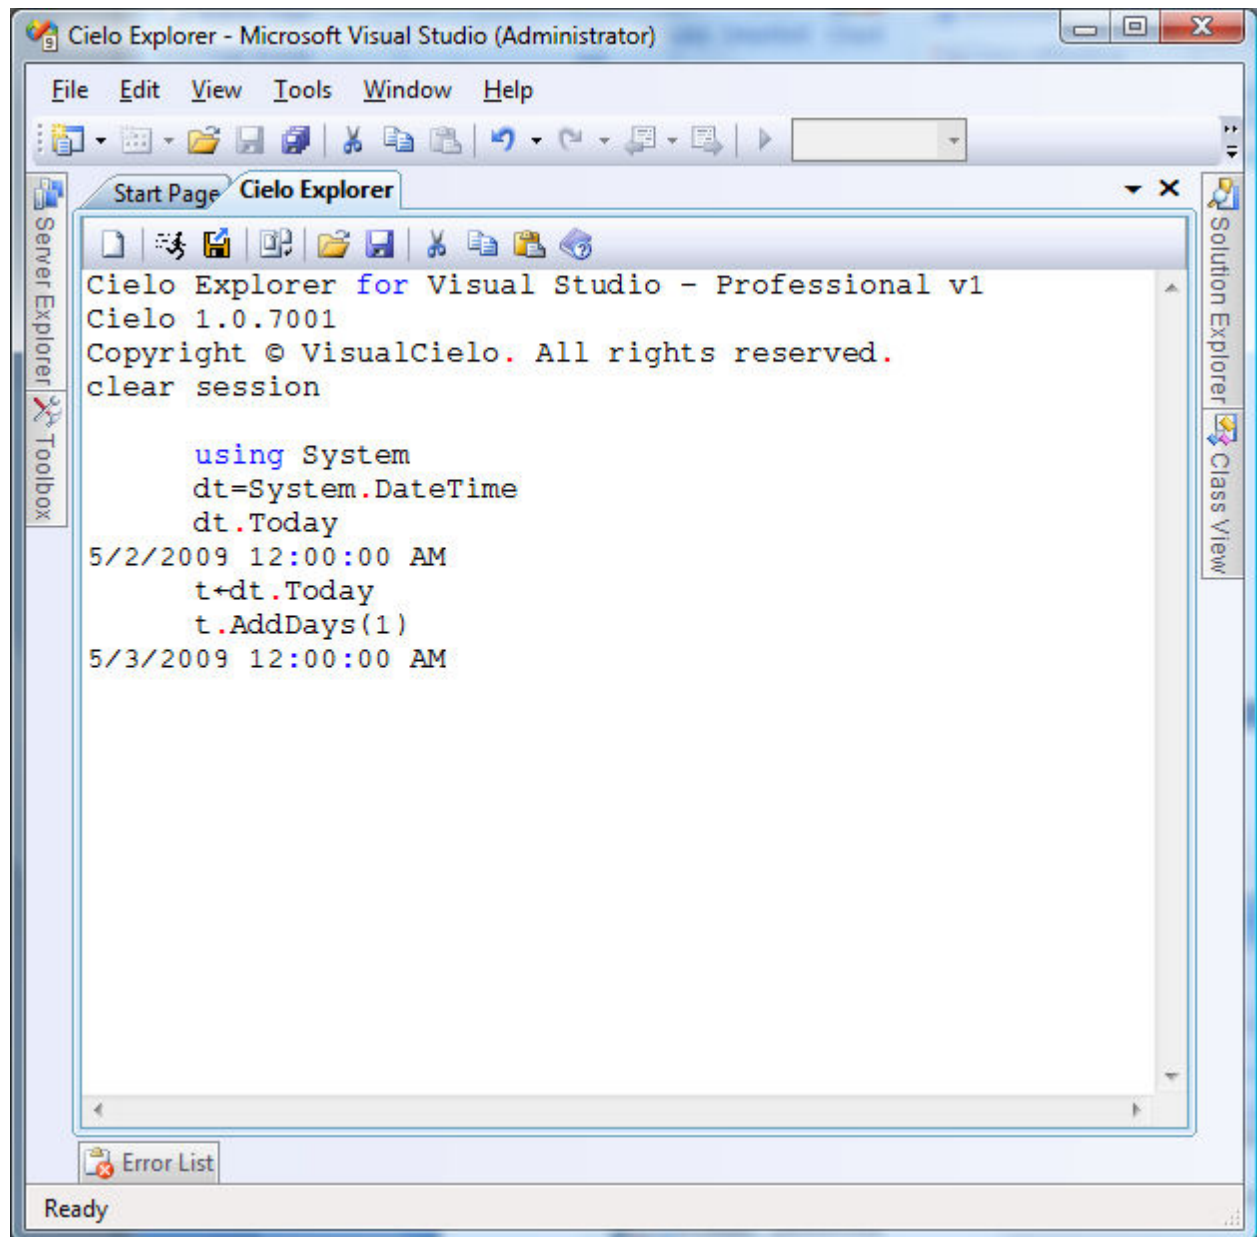 Cielo Explorer - Microsoft Visual Studio (Administrator)
File Edit View Tools Window Help
Start Page Cielo Explorer
Server Explorer
Toolbox
Cielo Explorer for Visual Studio – Professional v1
Cielo 1.0.7001
Copyright © VisualCielo. All rights reserved.
clear session
using System
dt=System.DateTime
dt.Today
5/2/2009 12:00:00 AM
t←dt.Today
t.AddDays(1)
5/3/2009 12:00:00 AM
Solution Explorer
Class View
Error List
Ready